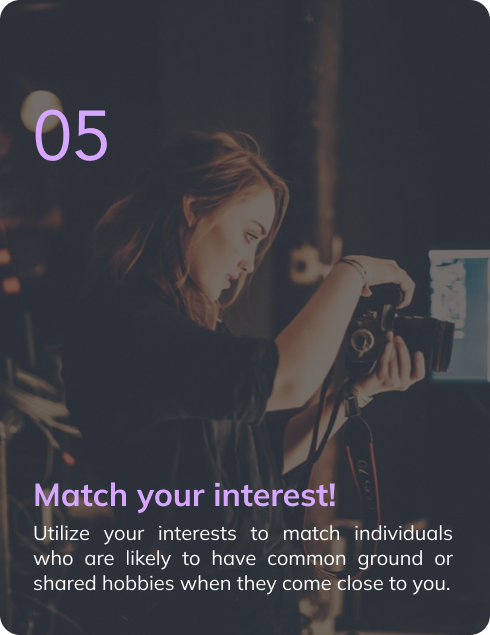 05
Match your interest!
Utilize your interests to match individuals
who are likely to have common ground or
shared hobbies when they come close to you.